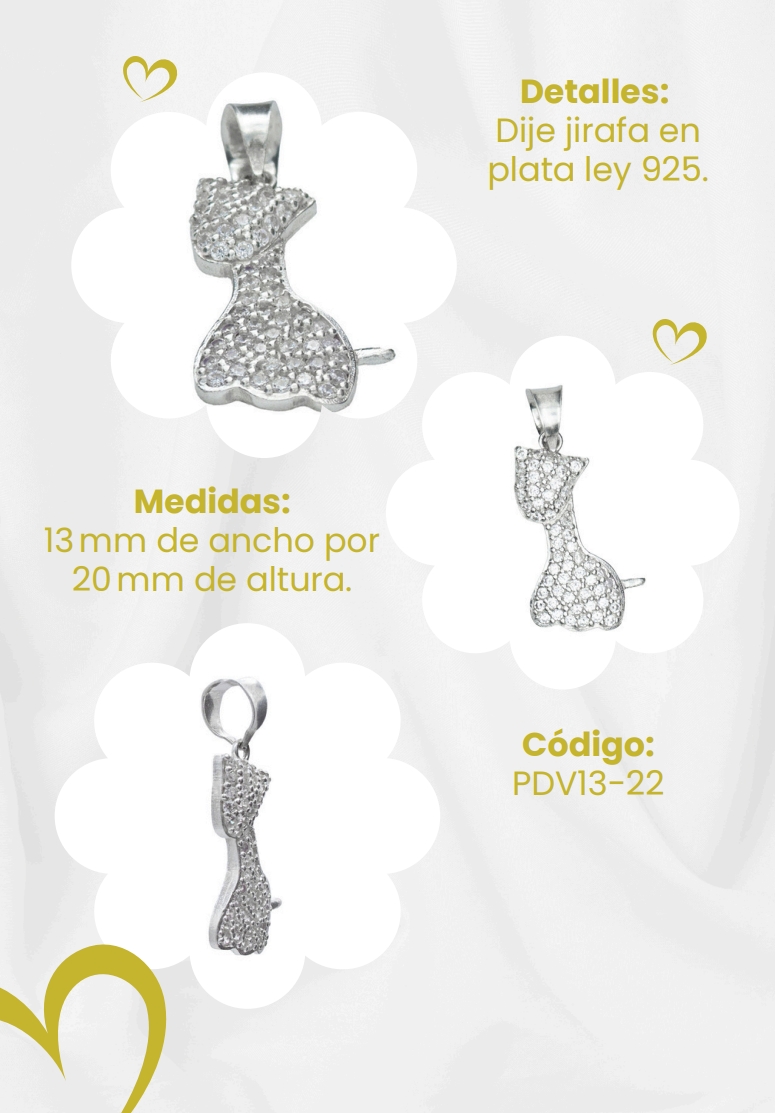 Detalles:
Dije jirafa en
plata ley 925.
Medidas:
13 mm de ancho por
20 mm de altura.
Código:
PDV13-22